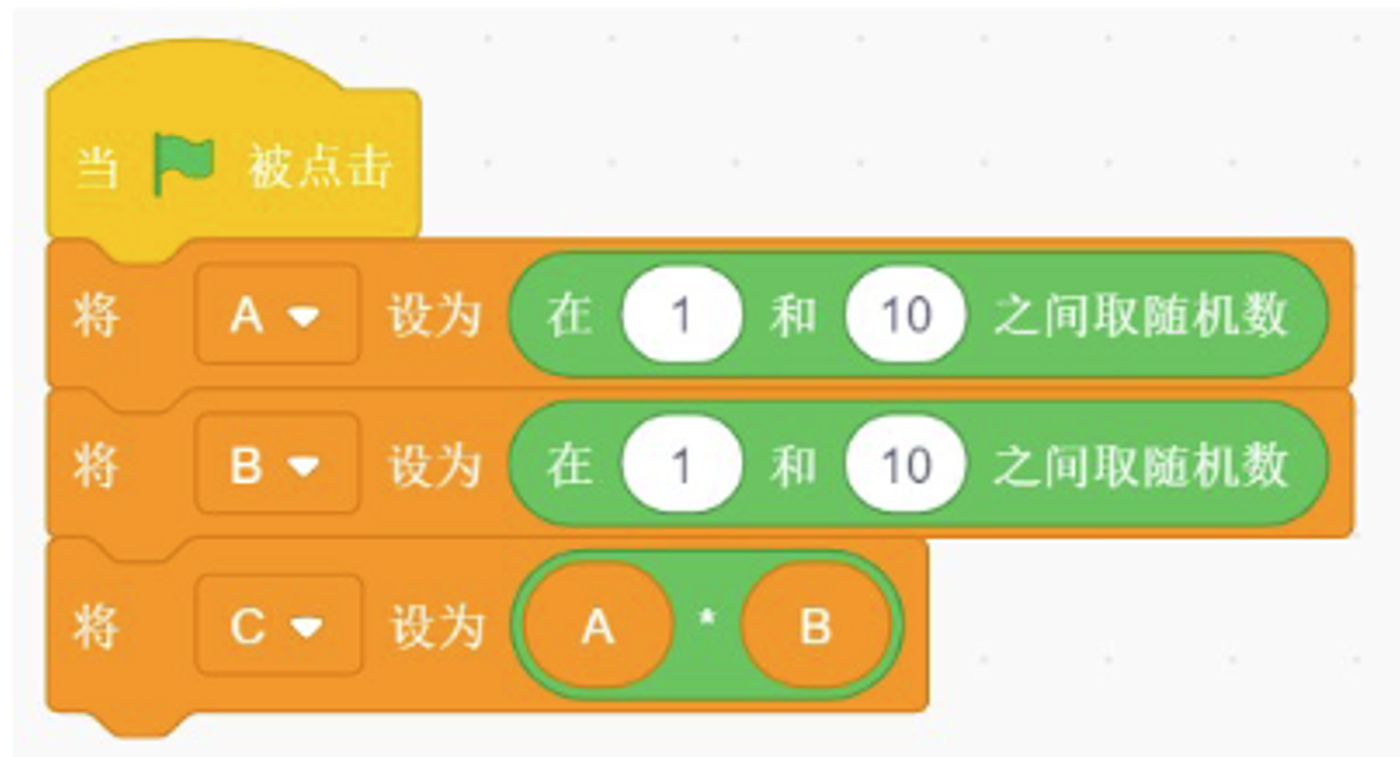 当 被点击
将 A 设为 在 1 和 10 之间取随机数
将 B 设为 在 1 和 10 之间取随机数
将 C 设为 A * B